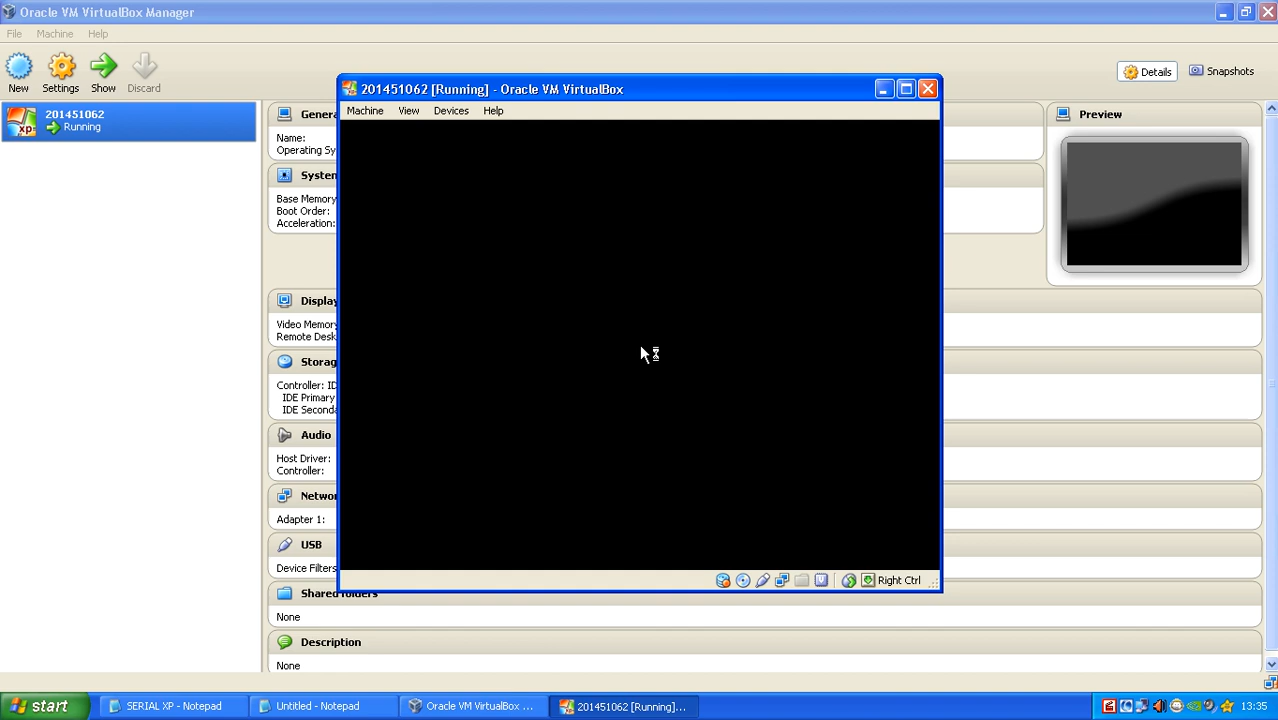 Oracle VM VirtualBox Manager
File Machine Help
New Settings Show Discard
Details Snapshots
201451062
Running
xp
201451062 [Running] - Oracle VM VirtualBox
Machine View Devices Help
Genera
Name:
Operating Sy
System
Base Memory
Boot Order:
Acceleration:
Display
Video Memory
Remote Desk
Storag
Controller: ID
IDE Primary
IDE Seconda
Audio
Host Driver:
Controller:
Networ
Adapter 1:
USB
Device Filters
Shared folders
None
Description
None
Preview
Right Ctrl
start
SERIAL XP - Notepad
Untitled - Notepad
Oracle VM VirtualBox ...
201451062 [Running]...
13:35